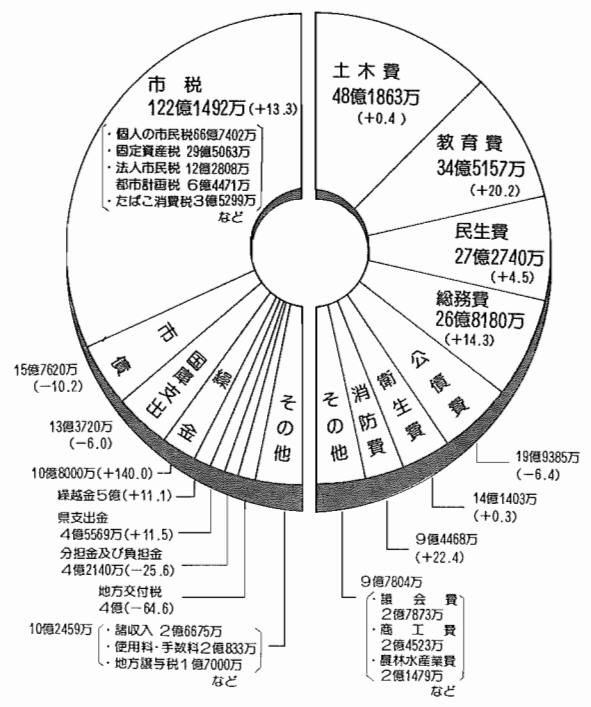 市税
122億1492万(+13.3)
・個人の市民税66億7402万
・固定資産税 29億5063万
・法人市民税 12億2808万
都市計画税 6億4471万
・たばこ消費税3億5299万
など
市債
15億7620万
(−10.2)
国庫支出金
13億3720万
(−6.0)
10億8000万(+140.0)
繰越金5億(+11.1)
県支出金
4億5569万(+11.5)
分担金及び負担金
4億2140万(−25.6)
地方交付税
4億(−64.6)
その他
10億2459万
・諸収入 2億6675万
・使用料・手数料2億833万
・地方譲与税1億7000万
など
土木費
48億1863万
(+0.4)
教育費
34億5157万
(+20.2)
民生費
27億2740万
(+4.5)
総務費
26億8180万
(+14.3)
公債費
19億9385万
(−6.4)
衛生費
14億1403万
(+0.3)
消防費
9億4468万
(+22.4)
その他
9億7804万
・議会費
2億7873万
・商工費
2億4523万
・農林水産業費
2億1479万
など